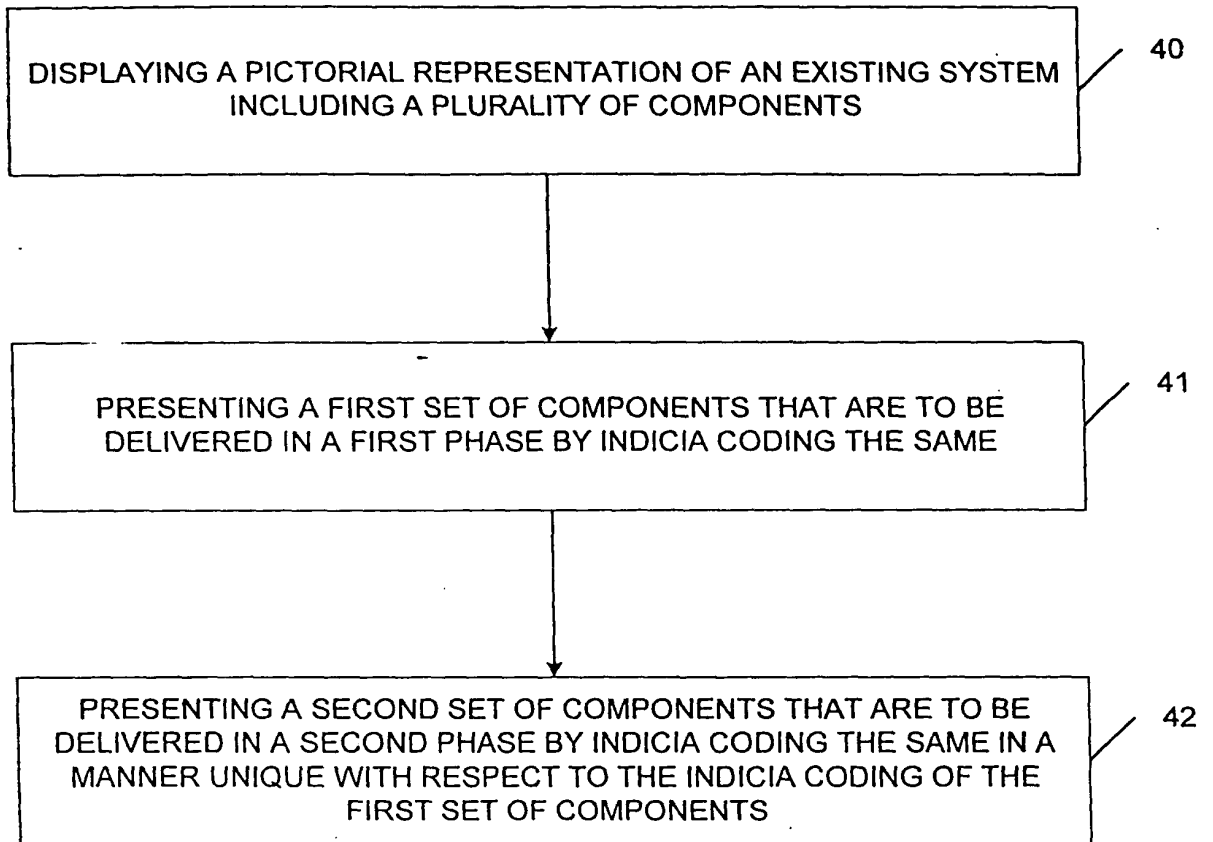 DISPLAYING A PICTORIAL REPRESENTATION OF AN EXISTING SYSTEM
INCLUDING A PLURALITY OF COMPONENTS
40
PRESENTING A FIRST SET OF COMPONENTS THAT ARE TO BE
DELIVERED IN A FIRST PHASE BY INDICIA CODING THE SAME
41
PRESENTING A SECOND SET OF COMPONENTS THAT ARE TO BE
DELIVERED IN A SECOND PHASE BY INDICIA CODING THE SAME IN A
MANNER UNIQUE WITH RESPECT TO THE INDICIA CODING OF THE
FIRST SET OF COMPONENTS
42